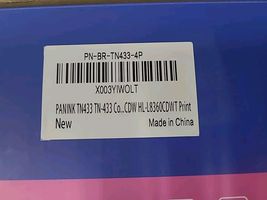 PN-BR-TN433-4P
X003YIWOLT
PANINK TN433 TN-433 Co...CDW HL-L8360CDWT Print
New
Made in China